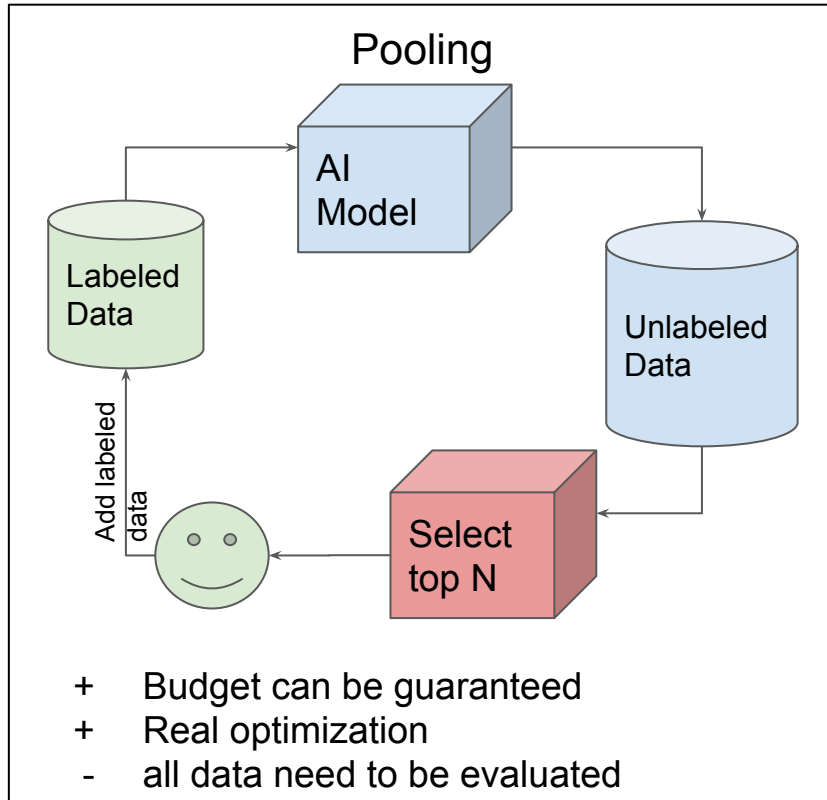 Pooling
AI
Model
Labeled
Data
Unlabeled
Data
Add labeled
data
Select
top N
+ Budget can be guaranteed
+ Real optimization
- all data need to be evaluated